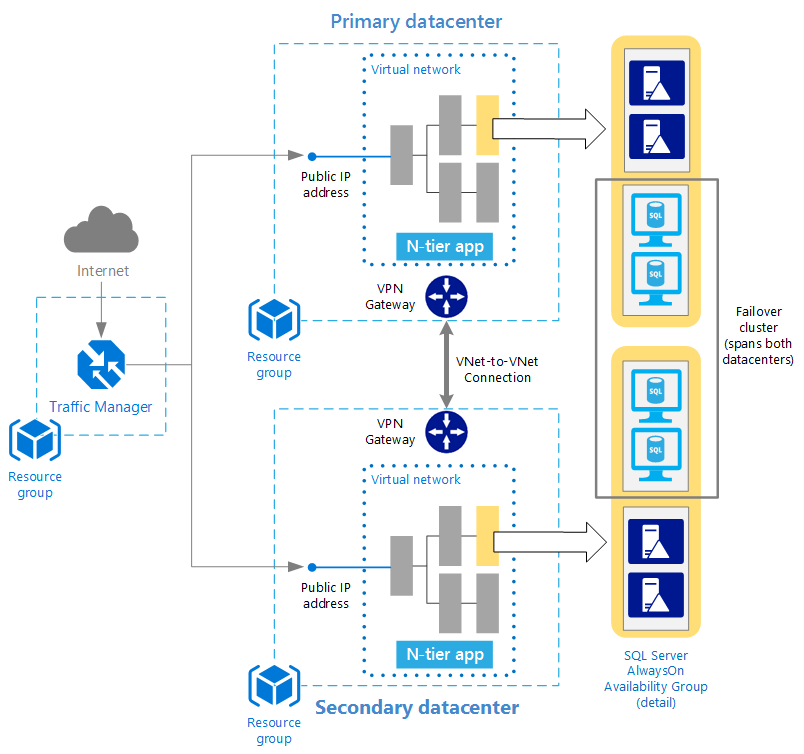 Primary datacenter
Virtual network
Public IP
address
N-tier app
VPN
Gateway
Resource
group
Internet
Traffic Manager
Resource
group
VNet-to-VNet
Connection
VPN
Gateway
Virtual network
Public IP
address
N-tier app
Resource
group
Secondary datacenter
SQL
SQL
Failover
cluster
(spans both
datacenters)
SQL
SQL
SQL Server
AlwaysOn
Availability Group
(detail)